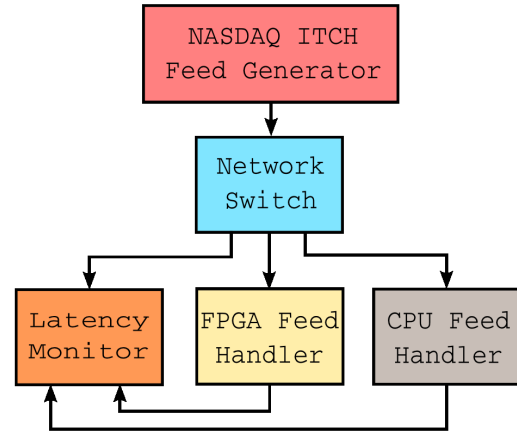 NASDAQ ITCH
Feed Generator
Network
Switch
Latency
Monitor
FPGA Feed
Handler
CPU Feed
Handler